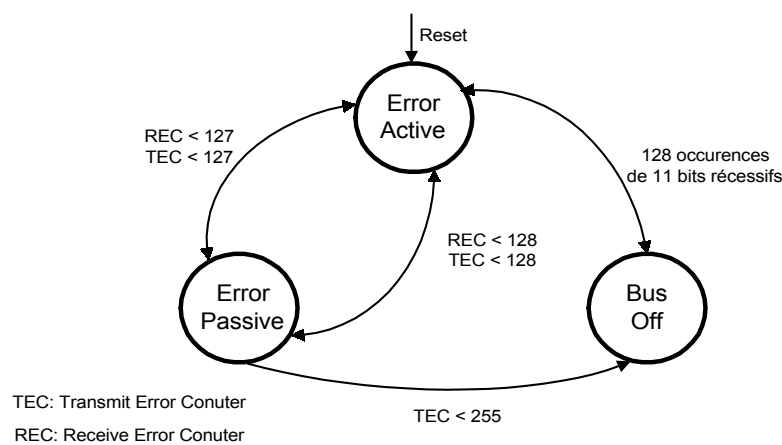 Reset
Error
Active
REC < 127
TEC < 127
128 occurences
de 11 bits récessifs
REC < 128
TEC < 128
Error
Passive
Bus
Off
TEC: Transmit Error Conuter
TEC < 255
REC: Receive Error Conuter